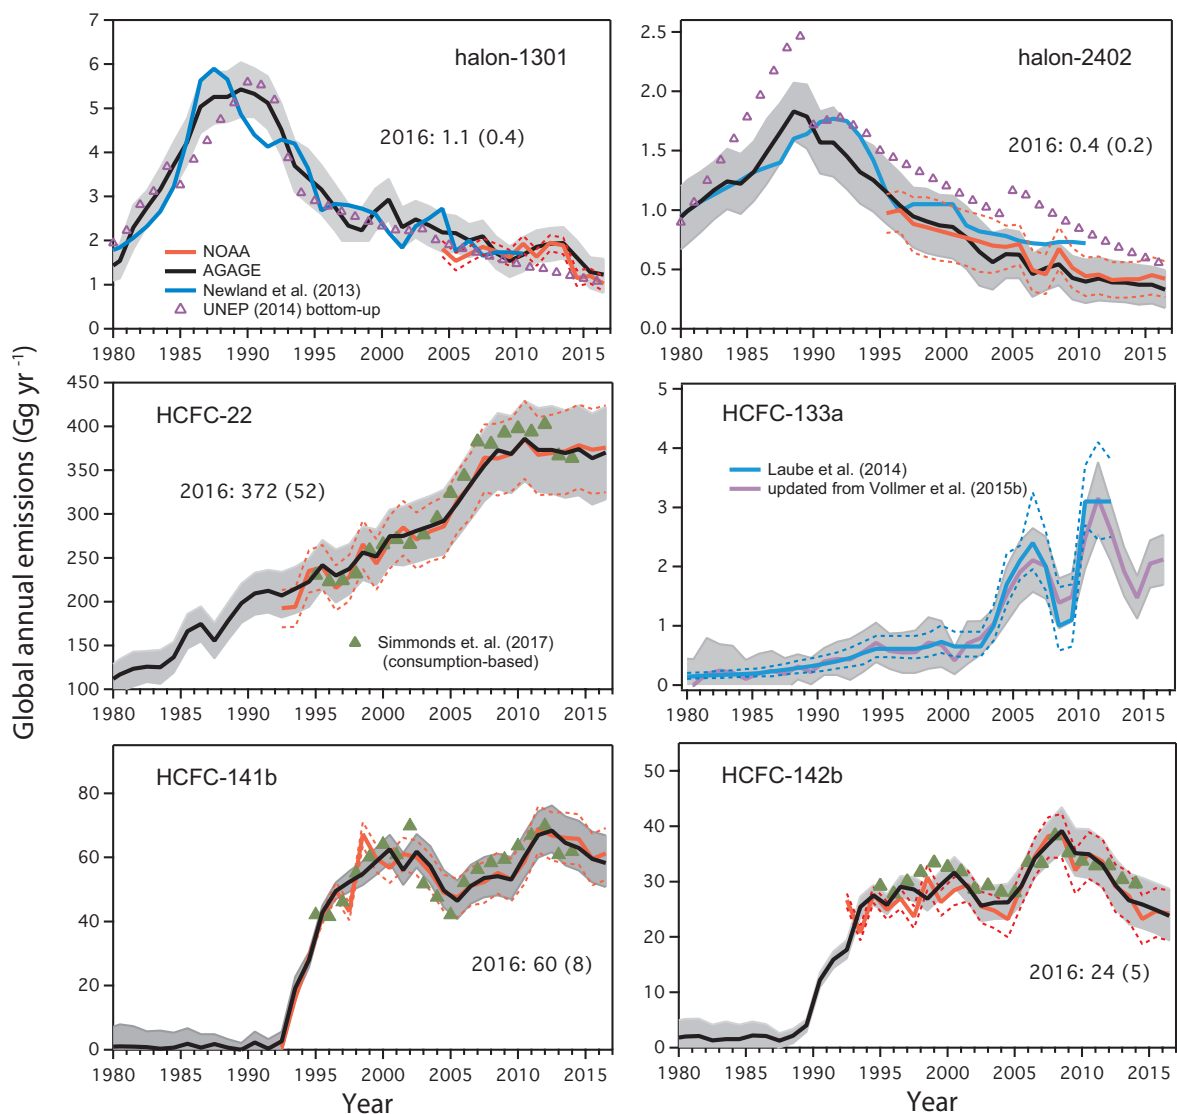 Global annual emissions (Gg yr -1)
7
6
5
4
3
2
1
0
halon-1301
2016: 1.1 (0.4)
NOAA
AGAGE
Newland et al. (2013)
UNEP (2014) bottom-up
1980 1985 1990 1995 2000 2005 2010 2015
2.5
2.0
1.5
1.0
0.5
0.0
halon-2402
2016: 0.4 (0.2)
1980 1985 1990 1995 2000 2005 2010 2015
450
400
350
300
250
200
150
100
HCFC-22
2016: 372 (52)
Simmonds et. al. (2017)
(consumption-based)
1980 1985 1990 1995 2000 2005 2010 2015
5
4
3
2
1
0
HCFC-133a
Laube et al. (2014)
updated from Vollmer et al. (2015b)
1980 1985 1990 1995 2000 2005 2010 2015
80
60
40
20
0
HCFC-141b
2016: 60 (8)
1980 1985 1990 1995 2000 2005 2010 2015
Year
50
40
30
20
10
0
HCFC-142b
2016: 24 (5)
1980 1985 1990 1995 2000 2005 2010 2015
Year